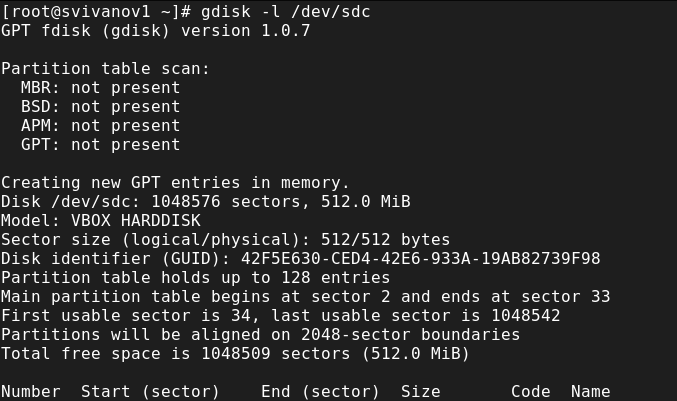 [root@svivanov1 ~]# gdisk -l /dev/sdc
GPT fdisk (gdisk) version 1.0.7

Partition table scan:
  MBR: not present
  BSD: not present
  APM: not present
  GPT: not present

Creating new GPT entries in memory.
Disk /dev/sdc: 1048576 sectors, 512.0 MiB
Model: VBOX HARDDISK
Sector size (logical/physical): 512/512 bytes
Disk identifier (GUID): 42F5E630-CED4-42E6-933A-19AB82739F98
Partition table holds up to 128 entries
Main partition table begins at sector 2 and ends at sector 33
First usable sector is 34, last usable sector is 1048542
Partitions will be aligned on 2048-sector boundaries
Total free space is 1048509 sectors (512.0 MiB)

Number  Start (sector)    End (sector)  Size       Code  Name